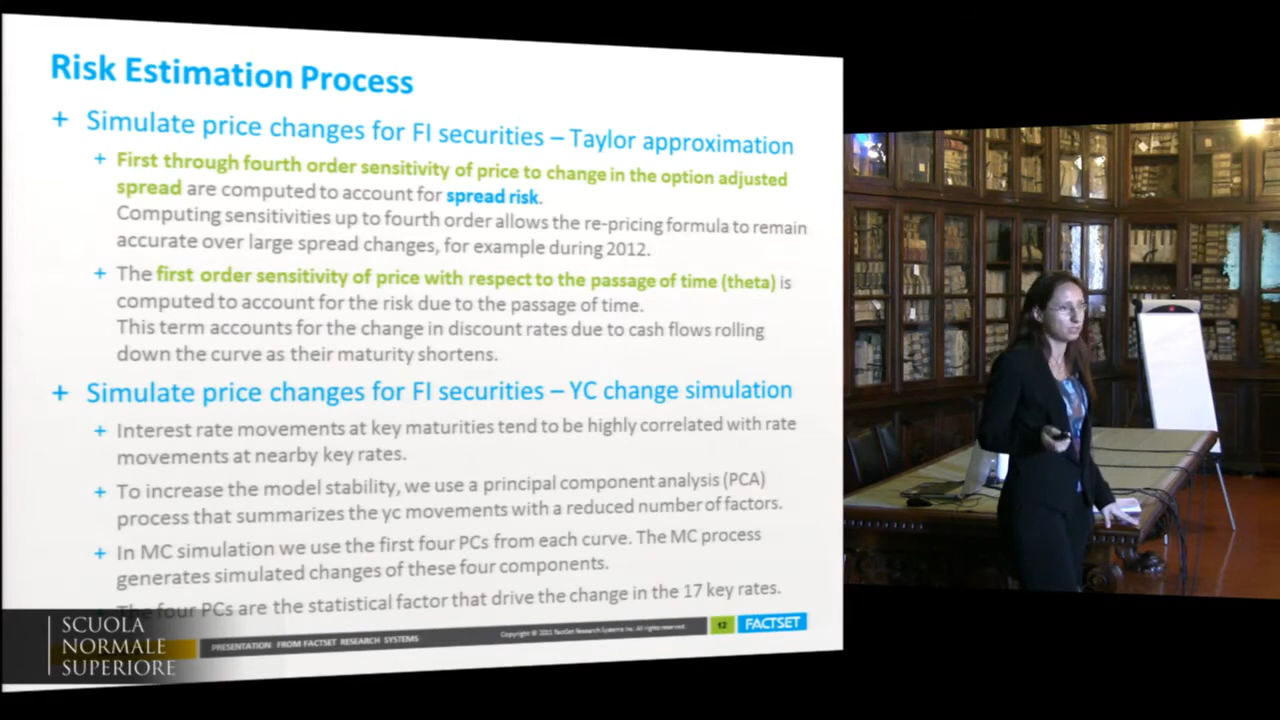 Risk Estimation Process
+ Simulate price changes for FI securities – Taylor approximation
+ First through fourth order sensitivity of price to change in the option adjusted
spread are computed to account for spread risk.
Computing sensitivities up to fourth order allows the re-pricing formula to remain
accurate over large spread changes, for example during 2012.
+ The first order sensitivity of price with respect to the passage of time (theta) is
computed to account for the risk due to the passage of time.
This term accounts for the change in discount rates due to cash flows rolling
down the curve as their maturity shortens.
+ Simulate price changes for FI securities – YC change simulation
+ Interest rate movements at key maturities tend to be highly correlated with rate
movements at nearby key rates.
+ To increase the model stability, we use a principal component analysis (PCA)
process that summarizes the yc movements with a reduced number of factors.
+ In MC simulation we use the first four PCs from each curve. The MC process
generates simulated changes of these four components.
+ The four PCs are the statistical factor that drive the change in the 17 key rates.
SCUOLA
NORMALE
SUPERIORE
PRESENTATION FROM FACTSET RESEARCH SYSTEMS
Copyright © 2011 FactSet Research Systems Inc. All rights reserved.
12
FACTSET